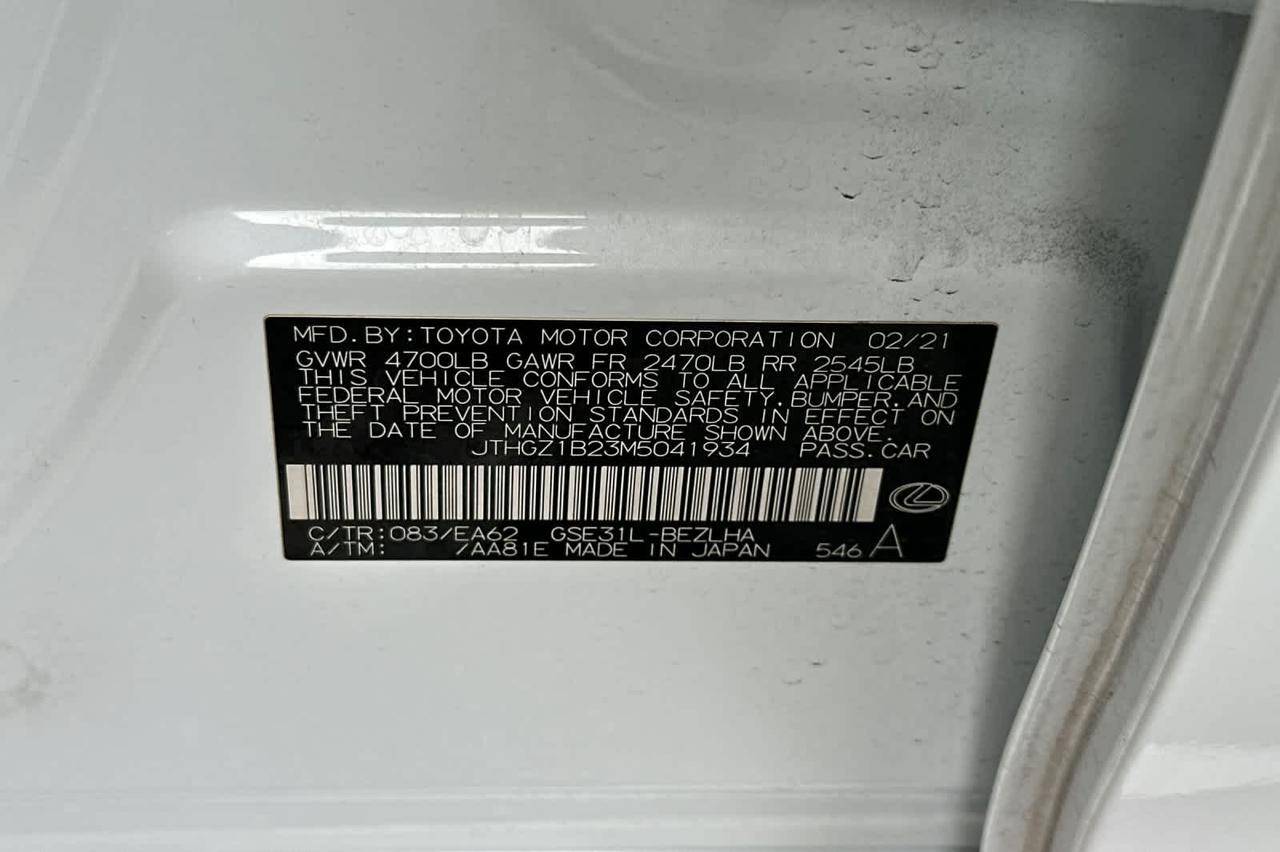 MFD. BY: TOYOTA MOTOR CORPORATION 02/21
GVWR 4700LB GAWR FR 2470LB RR 2545LB
THIS VEHICLE CONFORMS TO ALL APPLICABLE
FEDERAL MOTOR VEHICLE SAFETY, BUMPER, AND
THEFT PREVENTION STANDARDS IN EFFECT ON
THE DATE OF MANUFACTURE SHOWN ABOVE.
JTHGZ1B23M5041934 PASS. CAR
C/TR: 083/EA62 GSE31L-BEZLHA
A/TM: /AA81E MADE IN JAPAN 546 A